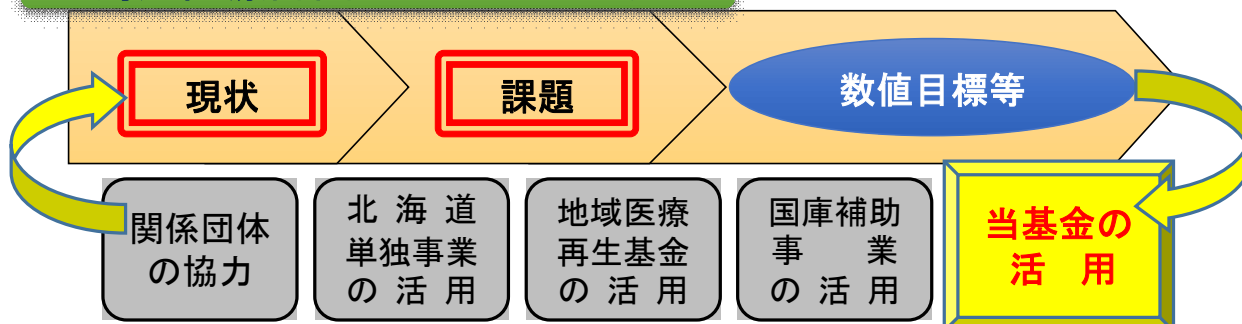 現状
課題
数値目標等
関係団体
の協力
北海道
単独事業
の活用
地域医療
再生基金
の活用
国庫補助
事業
の活用
当基金の
活用